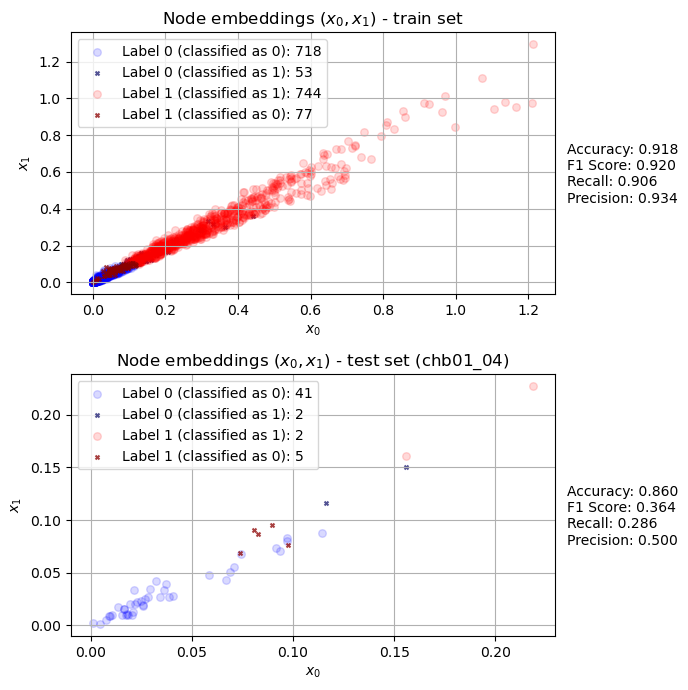 Node embeddings (x₀, x₁) - train set
Label 0 (classified as 0): 718
Label 0 (classified as 1): 53
Label 1 (classified as 1): 744
Label 1 (classified as 0): 77
1.2
1.0
0.8
0.6
0.4
0.2
0.0
x₁
0.0 0.2 0.4 0.6 0.8 1.0 1.2
x₀
Accuracy: 0.918
F1 Score: 0.920
Recall: 0.906
Precision: 0.934
Node embeddings (x₀, x₁) - test set (chb01_04)
Label 0 (classified as 0): 41
Label 0 (classified as 1): 2
Label 1 (classified as 1): 2
Label 1 (classified as 0): 5
0.20
0.15
0.10
0.05
0.00
x₁
0.00 0.05 0.10 0.15 0.20
x₀
Accuracy: 0.860
F1 Score: 0.364
Recall: 0.286
Precision: 0.500